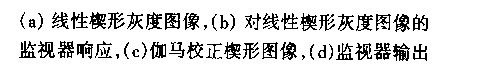 (a) 线性楔形灰度图像,(b) 对线性楔形灰度图像的
监视器响应,(c)伽马校正楔形图像,(d)监视器输出